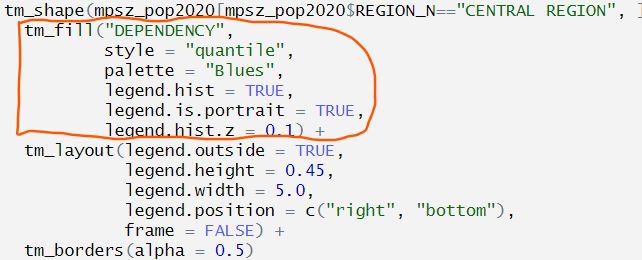 tm_shape(mpsz_pop2020[mpsz_pop2020$REGION_N=="CENTRAL REGION", ]
tm_fill("DEPENDENCY",
style = "quantile",
palette = "Blues",
legend.hist = TRUE,
legend.is.portrait = TRUE,
legend.hist.z = 0.1) +
tm_layout(legend.outside = TRUE,
legend.height = 0.45,
legend.width = 5.0,
legend.position = c("right", "bottom"),
frame = FALSE) +
tm_borders(alpha = 0.5)